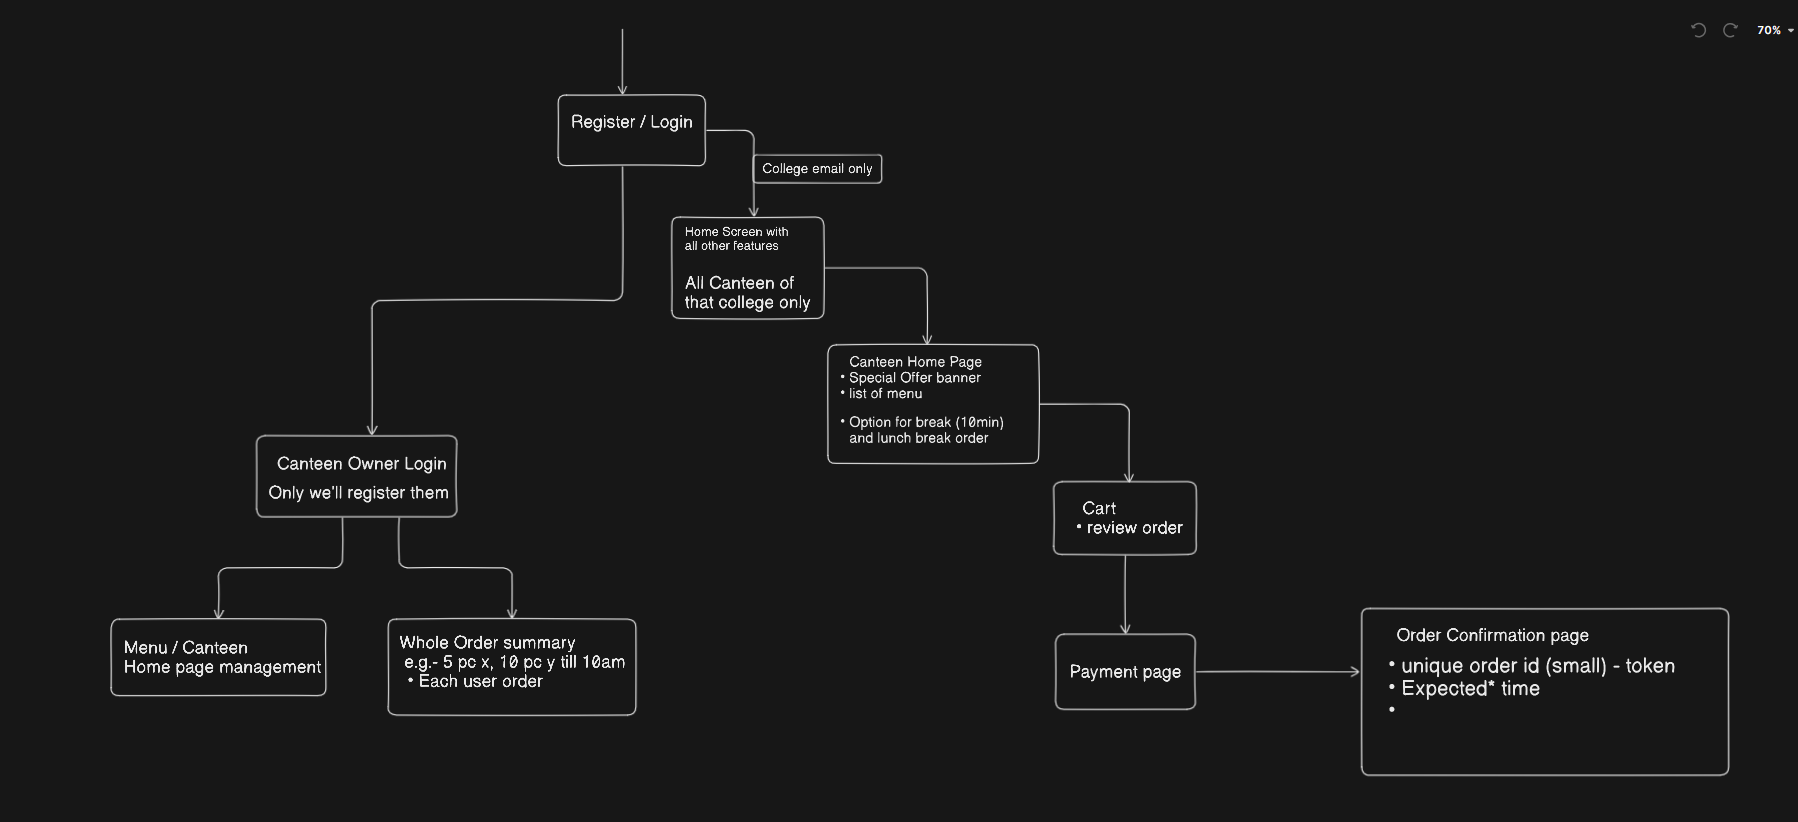 70%
Register / Login
College email only
Home Screen with
all other features
All Canteen of
that college only
Canteen Home Page
• Special Offer banner
• list of menu
• Option for break (10min)
and lunch break order
Canteen Owner Login
Only we'll register them
Cart
• review order
Menu / Canteen
Home page management
Whole Order summary
e.g.- 5 pc x, 10 pc y till 10am
• Each user order
Payment page
Order Confirmation page
• unique order id (small) - token
• Expected* time
•